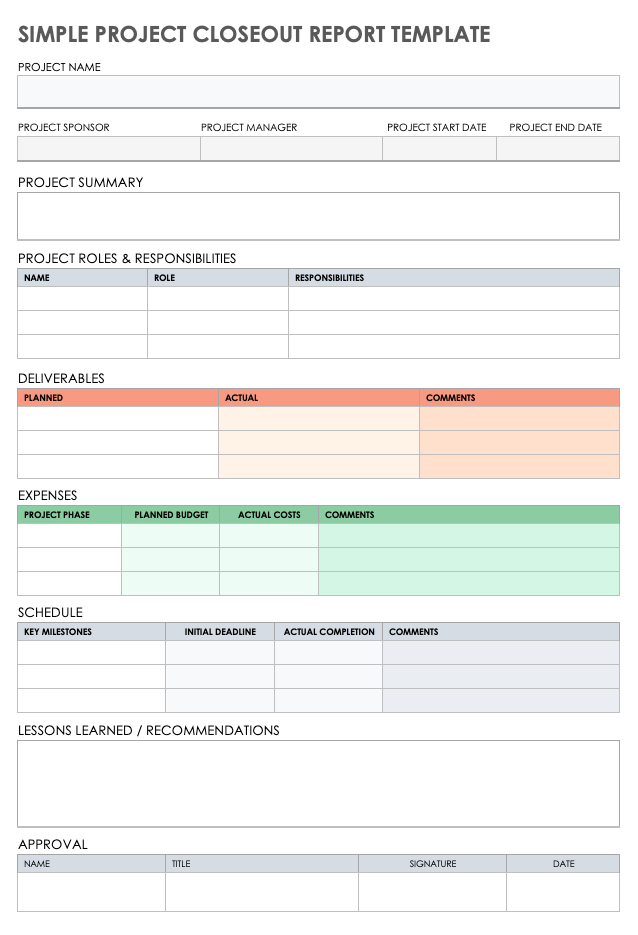 SIMPLE PROJECT CLOSEOUT REPORT TEMPLATE
PROJECT NAME
PROJECT SPONSOR PROJECT MANAGER PROJECT START DATE PROJECT END DATE
PROJECT SUMMARY
PROJECT ROLES & RESPONSIBILITIES
NAME ROLE RESPONSIBILITIES
DELIVERABLES
PLANNED ACTUAL COMMENTS
EXPENSES
PROJECT PHASE PLANNED BUDGET ACTUAL COSTS COMMENTS
SCHEDULE
KEY MILESTONES INITIAL DEADLINE ACTUAL COMPLETION COMMENTS
LESSONS LEARNED / RECOMMENDATIONS
APPROVAL
NAME TITLE SIGNATURE DATE